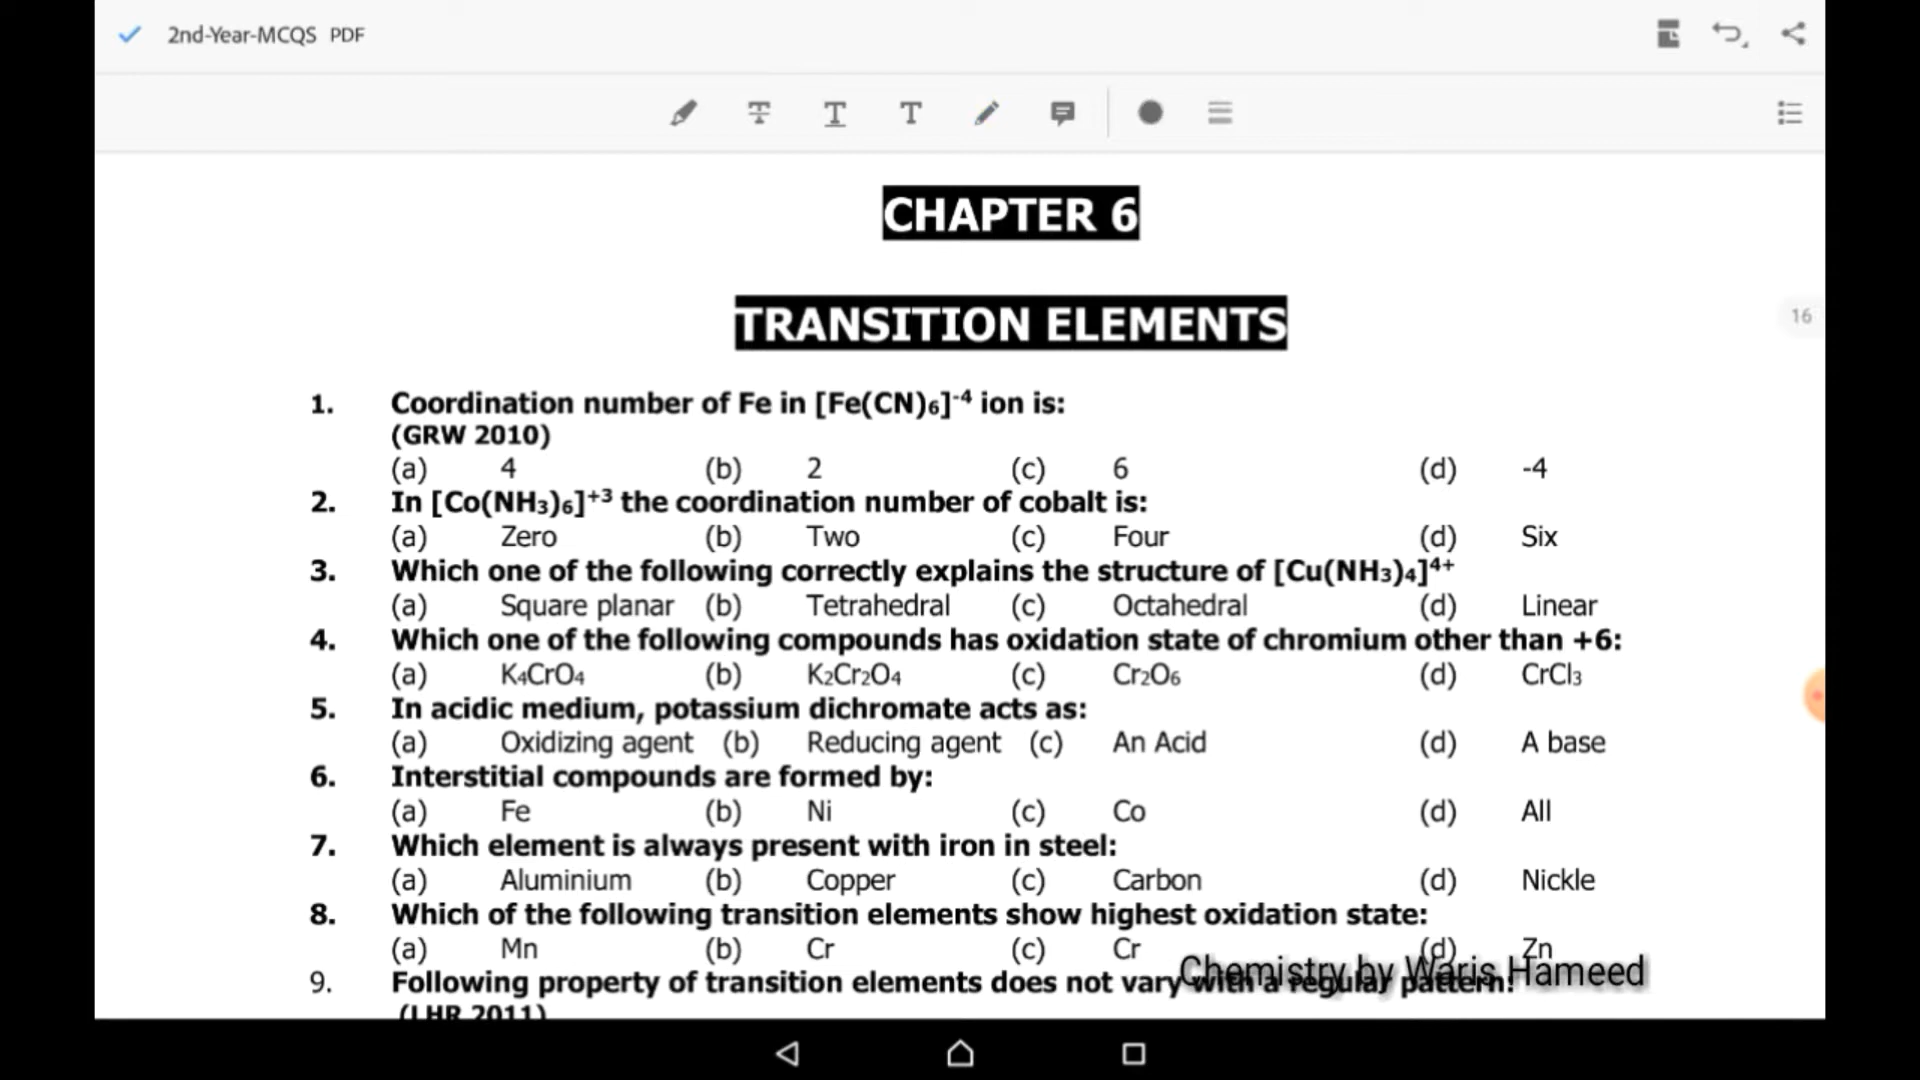 2nd-Year-MCQS PDF
CHAPTER 6
TRANSITION ELEMENTS
16
1. Coordination number of Fe in [Fe(CN)₆]⁻⁴ ion is:
(GRW 2010)
(a) 4 (b) 2 (c) 6 (d) -4
2. In [Co(NH₃)₆]⁺³ the coordination number of cobalt is:
(a) Zero (b) Two (c) Four (d) Six
3. Which one of the following correctly explains the structure of [Cu(NH₃)₄]⁴⁺
(a) Square planar (b) Tetrahedral (c) Octahedral (d) Linear
4. Which one of the following compounds has oxidation state of chromium other than +6:
(a) K₄CrO₄ (b) K₂Cr₂O₄ (c) Cr₂O₆ (d) CrCl₃
5. In acidic medium, potassium dichromate acts as:
(a) Oxidizing agent (b) Reducing agent (c) An Acid (d) A base
6. Interstitial compounds are formed by:
(a) Fe (b) Ni (c) Co (d) All
7. Which element is always present with iron in steel:
(a) Aluminium (b) Copper (c) Carbon (d) Nickle
8. Which of the following transition elements show highest oxidation state:
(a) Mn (b) Cr (c) Cr (d) Zn
Chemistry by Waris Hameed
9. Following property of transition elements does not vary with a regular pattern:
(LHR 2011)